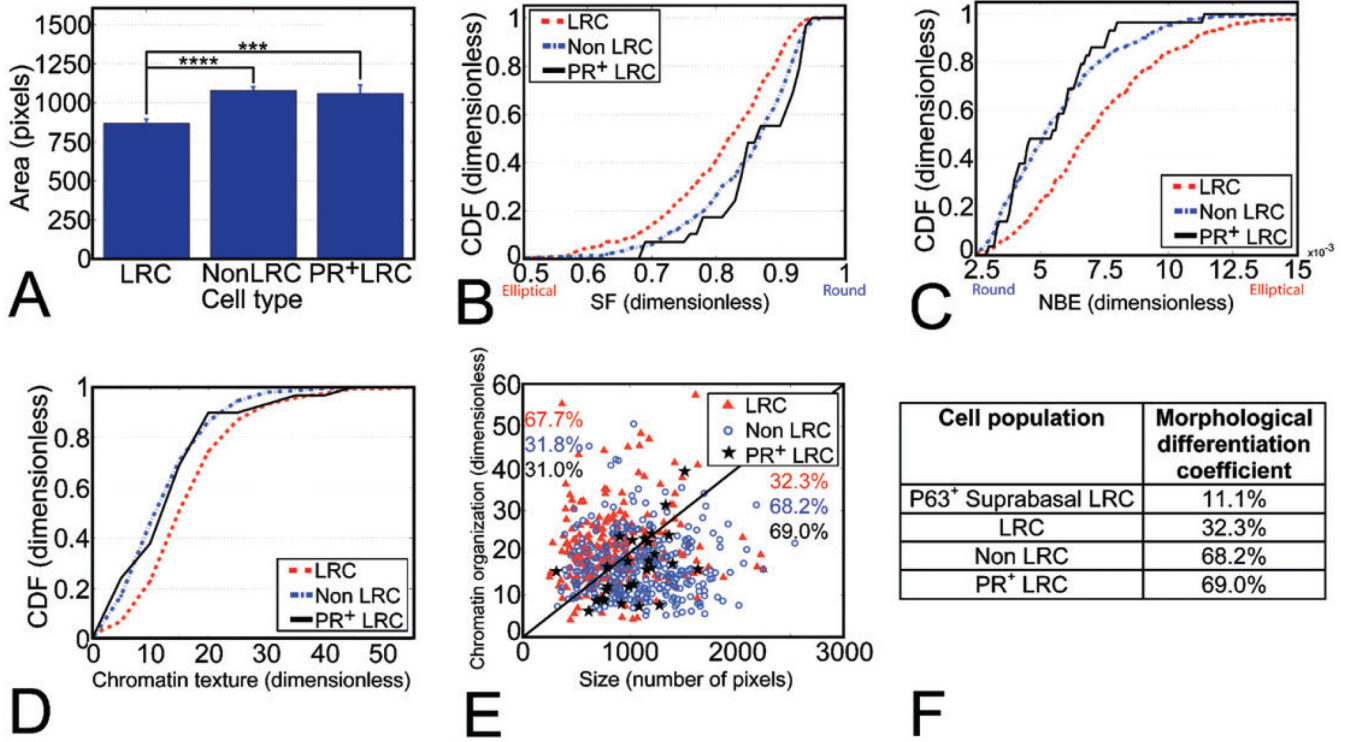 1500
1250
1000
750
500
250
0
Area (pixels)
***
****
LRC NonLRC PR+LRC
Cell type
A
1
0.8
0.6
0.4
0.2
0
CDF (dimensionless)
LRC
Non LRC
PR+ LRC
0.5 0.6 0.7 0.8 0.9 1
Elliptical SF (dimensionless) Round
B
1
0.8
0.6
0.4
0.2
0
CDF (dimensionless)
LRC
Non LRC
PR+ LRC
x10-3
2.5 5 7.5 10 12.5 15
Round NBE (dimensionless) Elliptical
C
1
0.8
0.6
0.4
0.2
0
CDF (dimensionless)
LRC
Non LRC
PR+ LRC
0 10 20 30 40 50
Chromatin texture (dimensionless)
D
60
50
40
30
20
10
0
Chromatin organization (dimensionless)
67.7%
31.8%
31.0%
LRC
Non LRC
PR+ LRC
32.3%
68.2%
69.0%
0 1000 2000 3000
Size (number of pixels)
E
Cell population Morphological
differentiation
coefficient
P63+ Suprabasal LRC 11.1%
LRC 32.3%
Non LRC 68.2%
PR+ LRC 69.0%
F